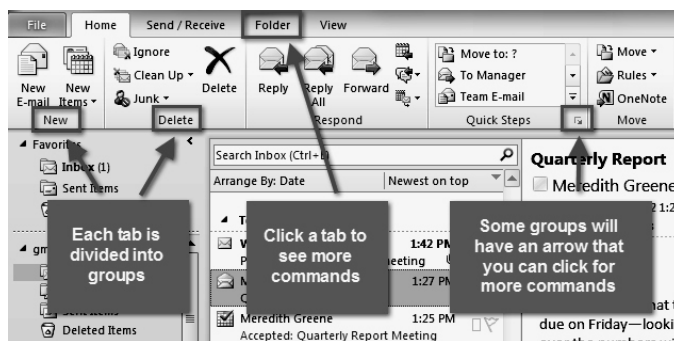 File Home Send / Receive Folder View
Ignore
Clean Up
Junk
New E-mail
New Items
Delete
Reply
Reply All
Forward
Move to: ?
To Manager
Team E-mail
Move
Rules
OneNote
New Delete Respond Quick Steps Move
Favorites
Inbox (1)
Sent Items
Search Inbox (Ctrl+E)
Arrange By: Date Newest on top
Quarterly Report
Meredith Greene
Each tab is
divided into
groups
Click a tab to
see more
commands
Some groups will
have an arrow that
you can click for
more commands
1:42 PM
eeting
1:27 PM
Sent Items
Deleted Items
Meredith Greene 1:25 PM
Accepted: Quarterly Report Meeting
due on Friday—looki